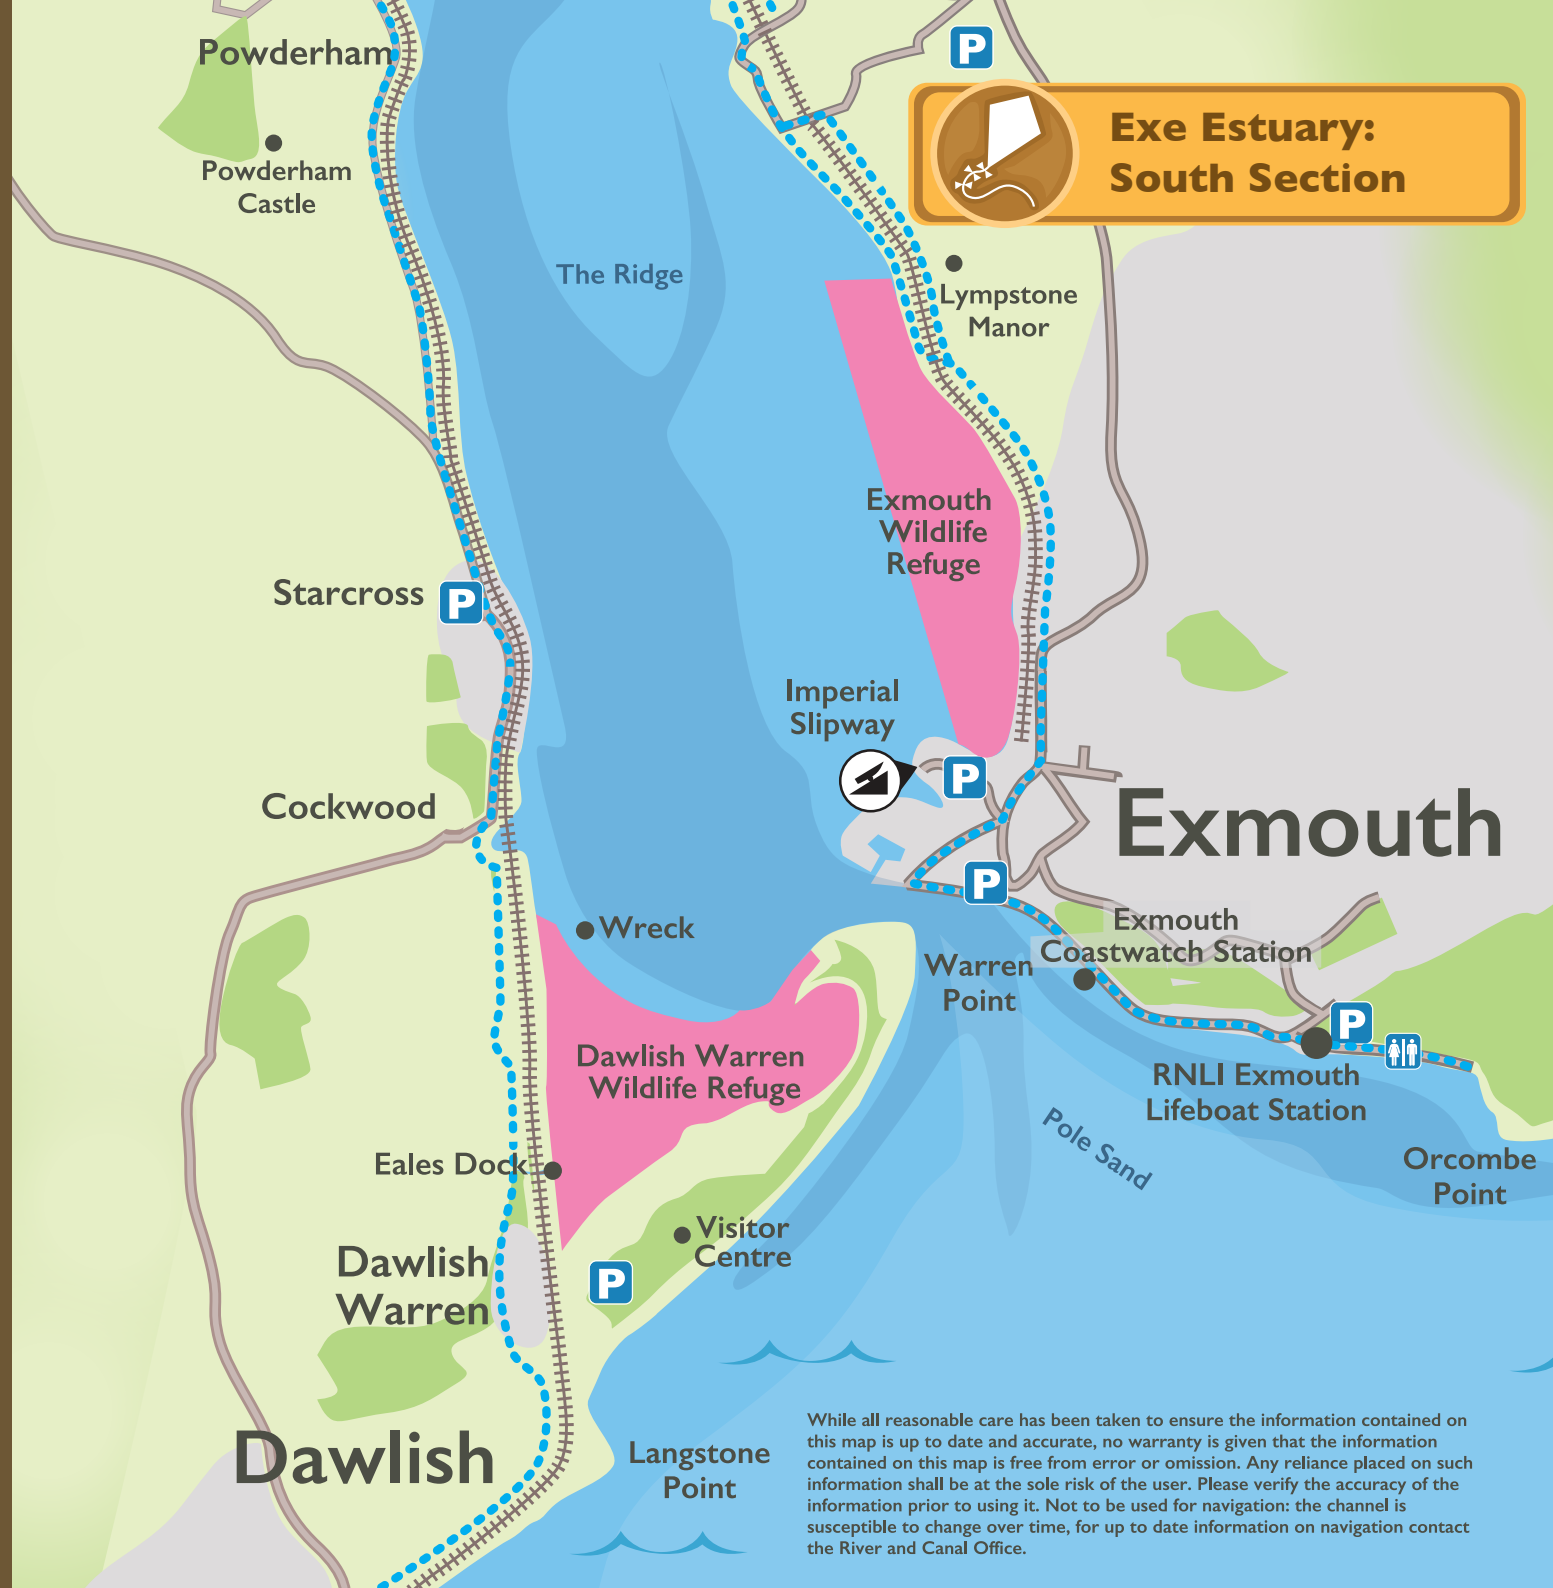 Powderham
P
Exe Estuary:
South Section
Powderham
Castle
The Ridge
Lympstone
Manor
Exmouth
Wildlife
Refuge
Starcross
P
Imperial
Slipway
P
Cockwood
Exmouth
P
Wreck
Exmouth
Coastwatch Station
Warren
Point
P
Dawlish Warren
Wildlife Refuge
RNLI Exmouth
Lifeboat Station
Pole Sand
Eales Dock
Orcombe
Point
Visitor
Centre
Dawlish
Warren
P
Dawlish
Langstone
Point
While all reasonable care has been taken to ensure the information contained on
this map is up to date and accurate, no warranty is given that the information
contained on this map is free from error or omission. Any reliance placed on such
information shall be at the sole risk of the user. Please verify the accuracy of the
information prior to using it. Not to be used for navigation: the channel is
susceptible to change over time, for up to date information on navigation contact
the River and Canal Office.